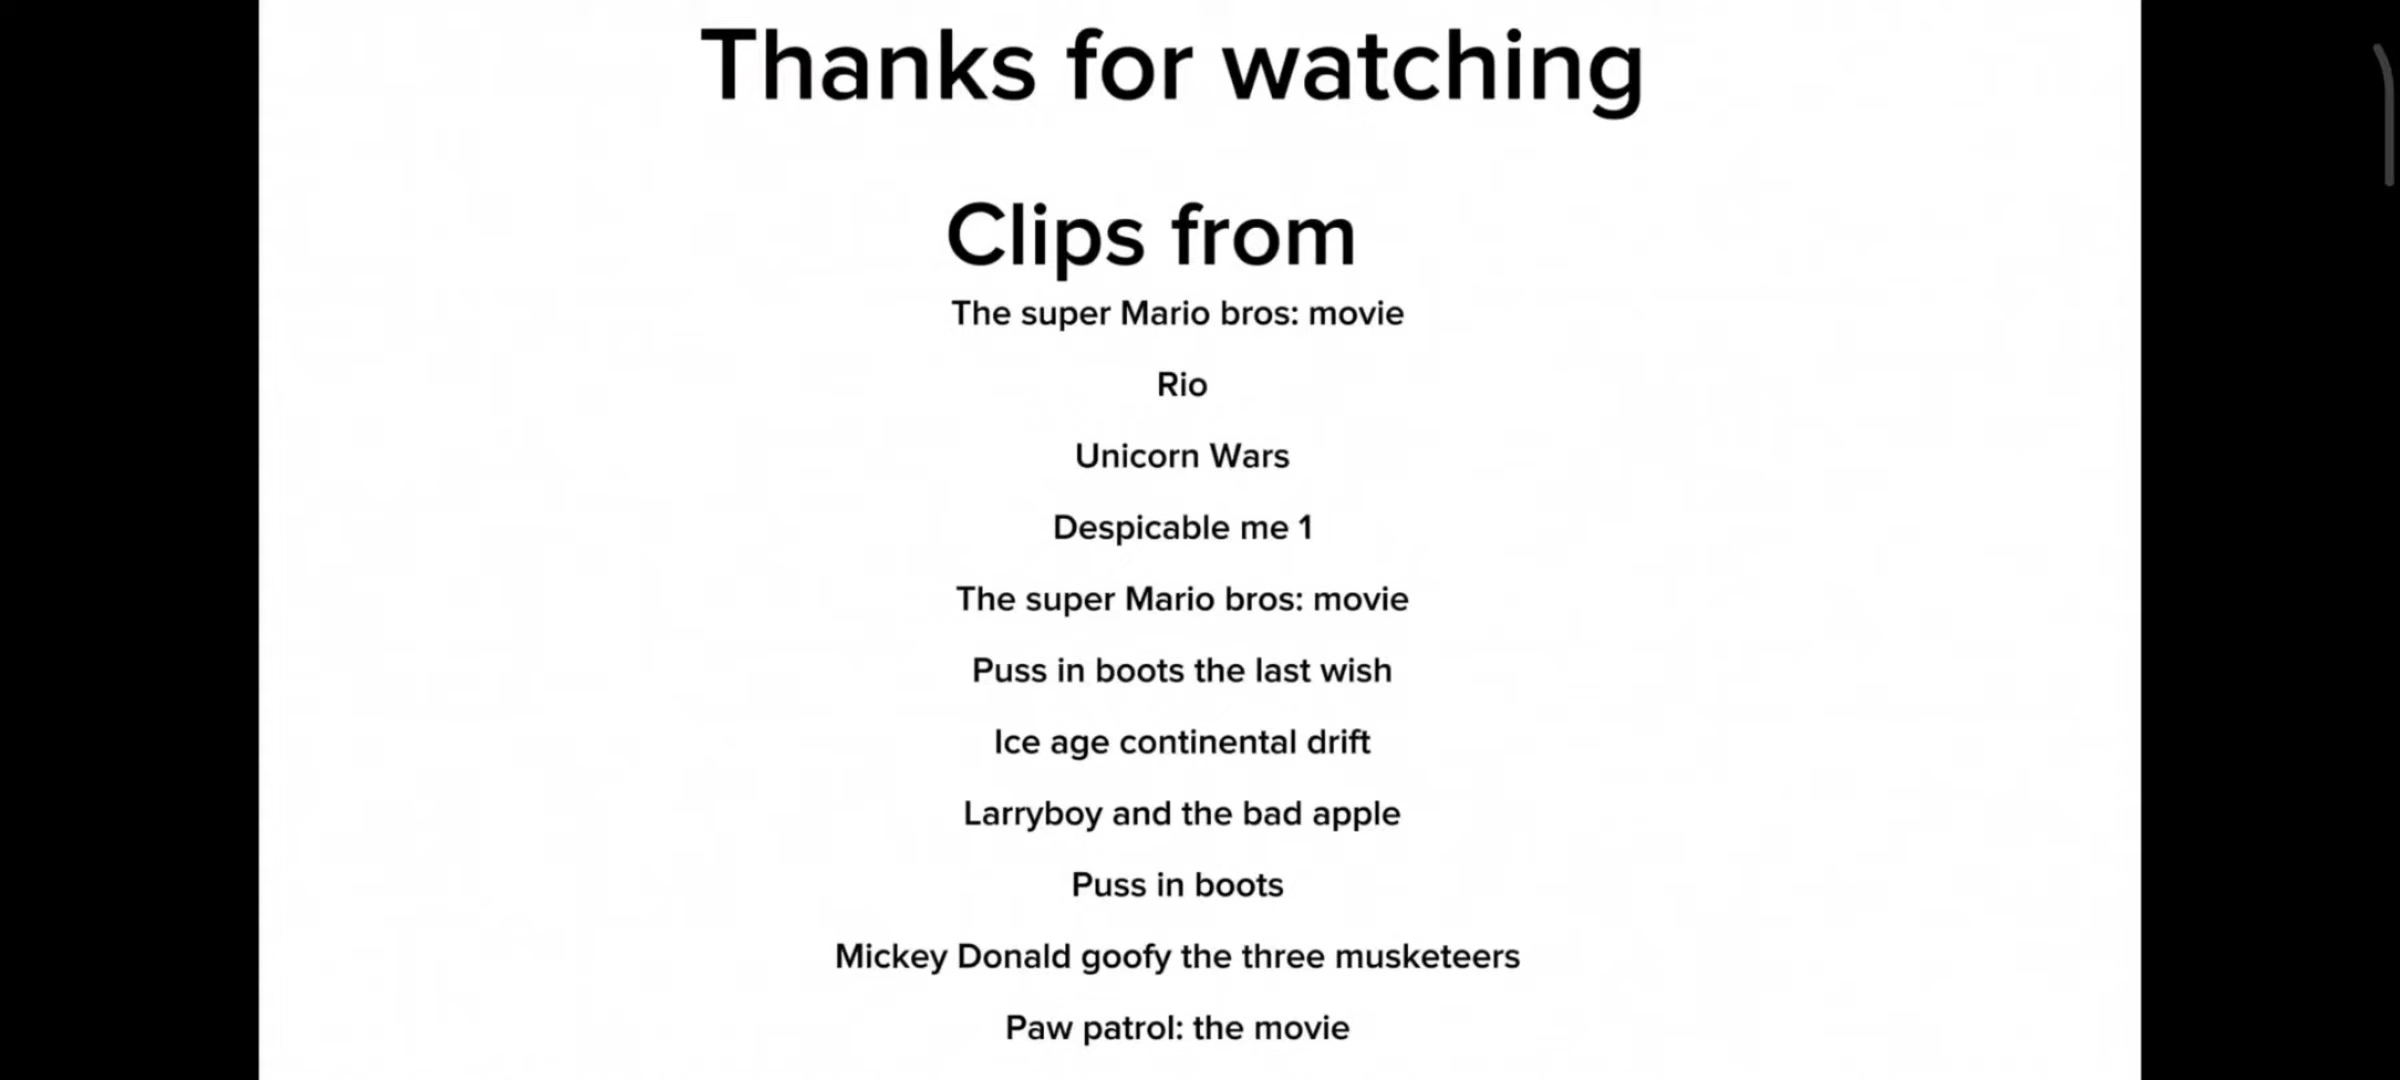 Thanks for watching
Clips from
The super Mario bros: movie
Rio
Unicorn Wars
Despicable me 1
The super Mario bros: movie
Puss in boots the last wish
Ice age continental drift
Larryboy and the bad apple
Puss in boots
Mickey Donald goofy the three musketeers
Paw patrol: the movie